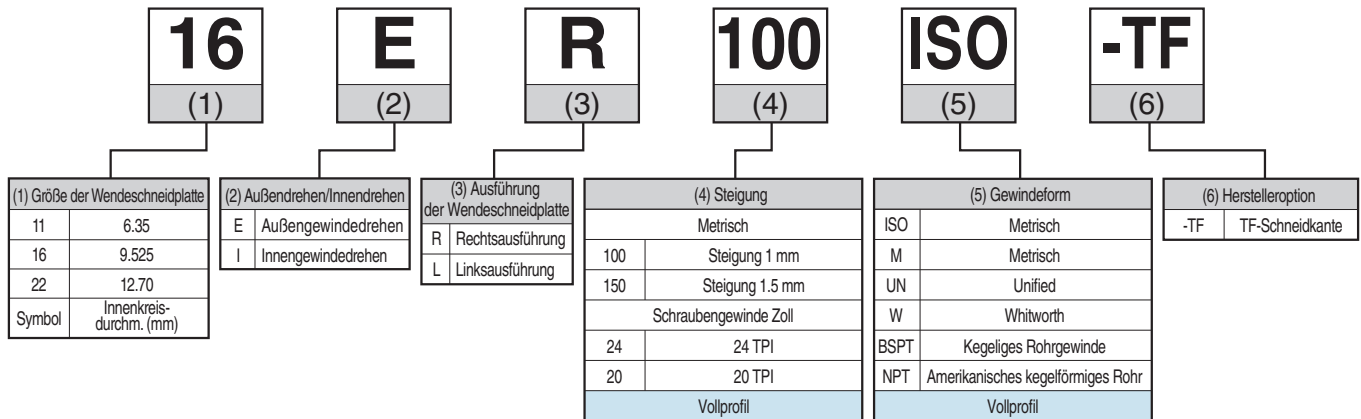 16 E R 100 ISO -TF
(1) (2) (3) (4) (5) (6)
(1) Größe der Wendeschneidplatte
11 6.35
16 9.525
22 12.70
Symbol Innenkreis-
durchm. (mm)
(2) Außendrehen/Innendrehen
E Außengewindedrehen
I Innengewindedrehen
(3) Ausführung
der Wendeschneidplatte
R Rechtsausführung
L Linksausführung
(4) Steigung
Metrisch
100 Steigung 1 mm
150 Steigung 1.5 mm
Schraubengewinde Zoll
24 24 TPI
20 20 TPI
Vollprofil
(5) Gewindeform
ISO Metrisch
M Metrisch
UN Unified
W Whitworth
BSPT Kegeliges Rohrgewinde
NPT Amerikanisches kegelförmiges Rohr
Vollprofil
(6) Herstelleroption
-TF TF-Schneidkante